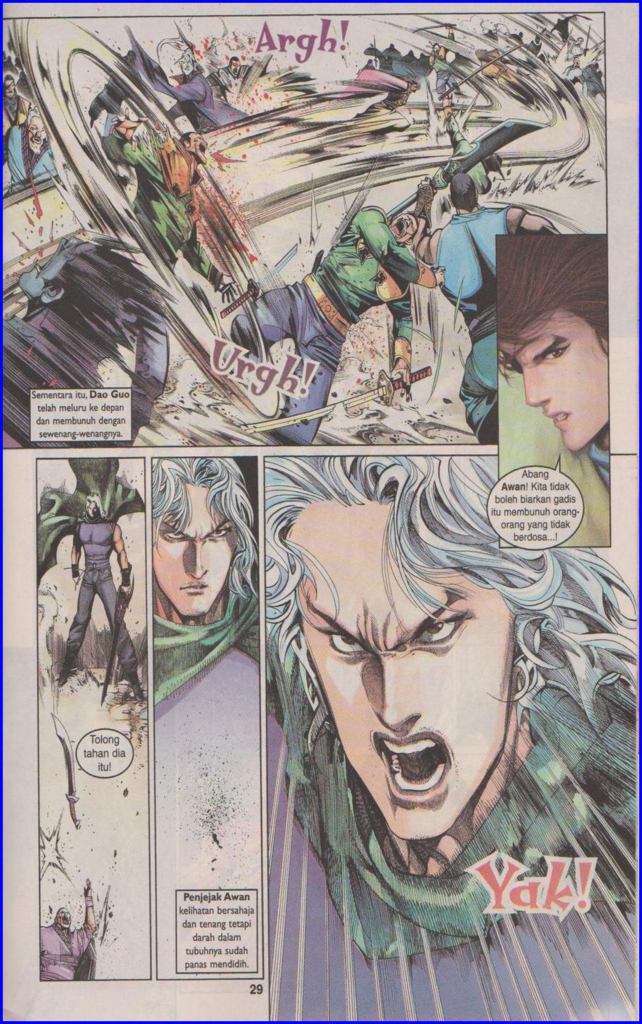 Argh!
Urgh!
Sementara itu, Dao Guo
telah meluru ke depan
dan membunuh dengan
sewenang-wenangnya.
Abang
Awan! Kita tidak
boleh biarkan gadis
itu membunuh orang-
orang yang tidak
berdosa...!
Tolong
tahan dia
itu!
Penjejak Awan
kelihatan bersahaja
dan tenang tetapi
darah dalam
tubuhnya sudah
panas mendidih.
Yak!
29